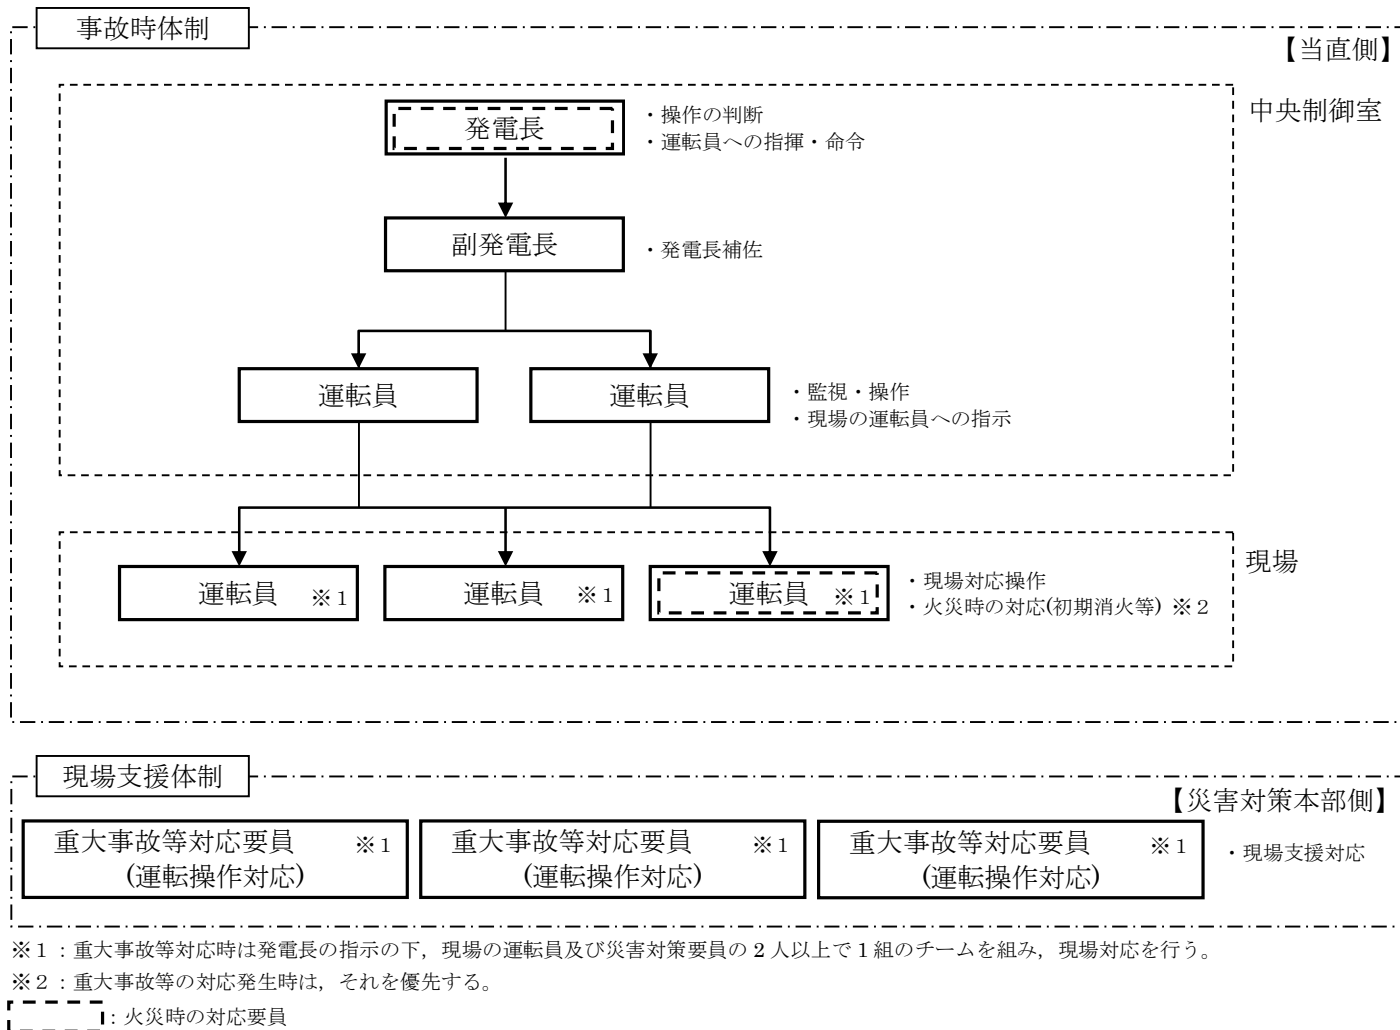 事故時体制
【当直側】
中央制御室
発電長
・操作の判断
・運転員への指揮・命令
副発電長
・発電長補佐
運転員
運転員
・監視・操作
・現場の運転員への指示
現場
運転員 ※1
運転員 ※1
運転員 ※1
・現場対応操作
・火災時の対応(初期消火等) ※2
現場支援体制
【災害対策本部側】
重大事故等対応要員 ※1
(運転操作対応)
重大事故等対応要員 ※1
(運転操作対応)
重大事故等対応要員 ※1
(運転操作対応)
・現場支援対応
※1：重大事故等対応時は発電長の指示の下，現場の運転員及び災害対策要員の2人以上で1組のチームを組み，現場対応を行う。
※2：重大事故等の対応発生時は，それを優先する。
：火災時の対応要員